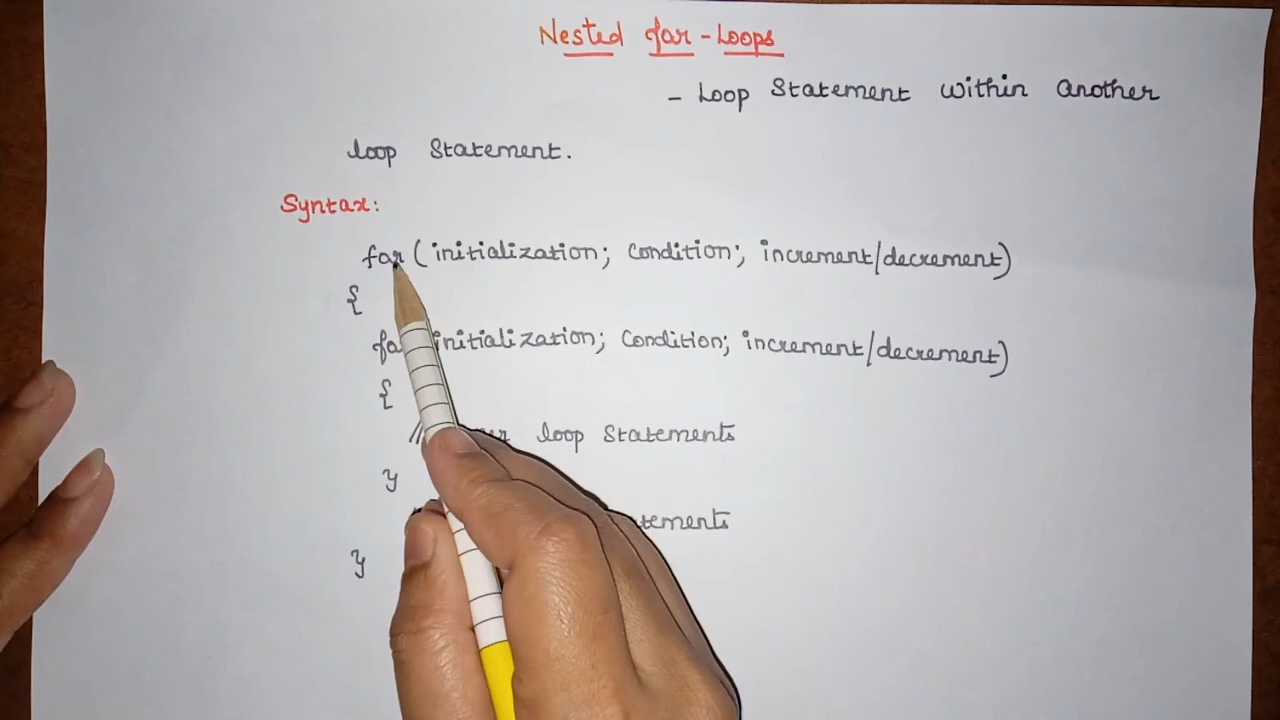 Nested for - Loops
- Loop Statement within another
loop Statement.
Syntax:
for (initialization; Condition; increment/decrement)
{
initialization; Condition; increment/decrement)
{
// loop Statements
}
}